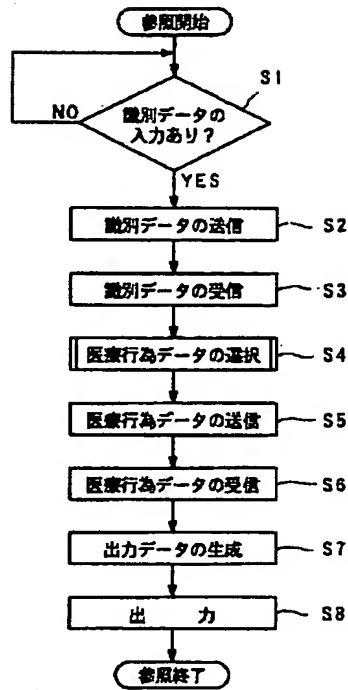 参照開始
S1
識別データの
入力あり？
NO
YES
識別データの送信 S2
識別データの受信 S3
医療行為データの選択 S4
医療行為データの送信 S5
医療行為データの受信 S6
出力データの生成 S7
出 力 S8
参照終了